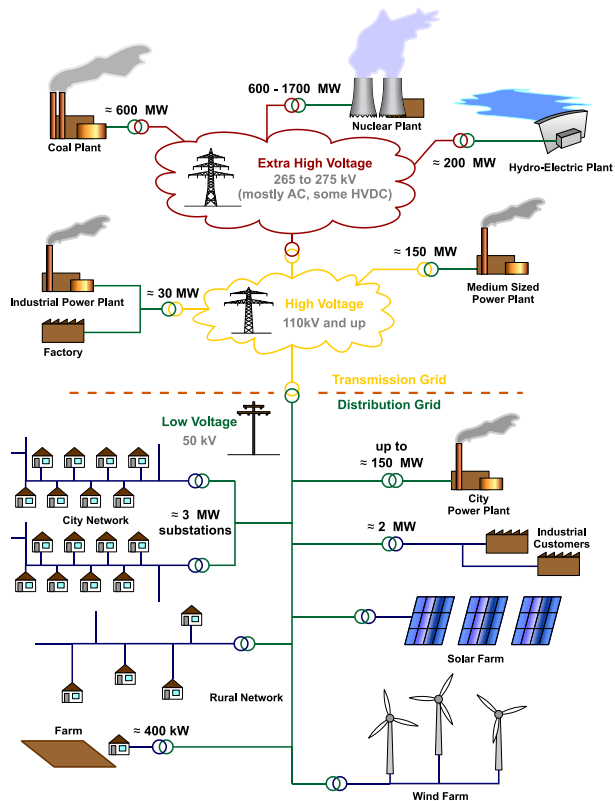 600 - 1700 MW
≈ 600 MW
Nuclear Plant
Coal Plant
Extra High Voltage
265 to 275 kV
(mostly AC, some HVDC)
≈ 200 MW
Hydro-Electric Plant
≈ 150 MW
Medium Sized
Power Plant
≈ 30 MW
Industrial Power Plant
Factory
High Voltage
110kV and up
Transmission Grid
Distribution Grid
Low Voltage
50 kV
up to
≈ 150 MW
City
Power Plant
City Network
≈ 3 MW
substations
≈ 2 MW
Industrial
Customers
Solar Farm
Rural Network
Farm
≈ 400 kW
Wind Farm